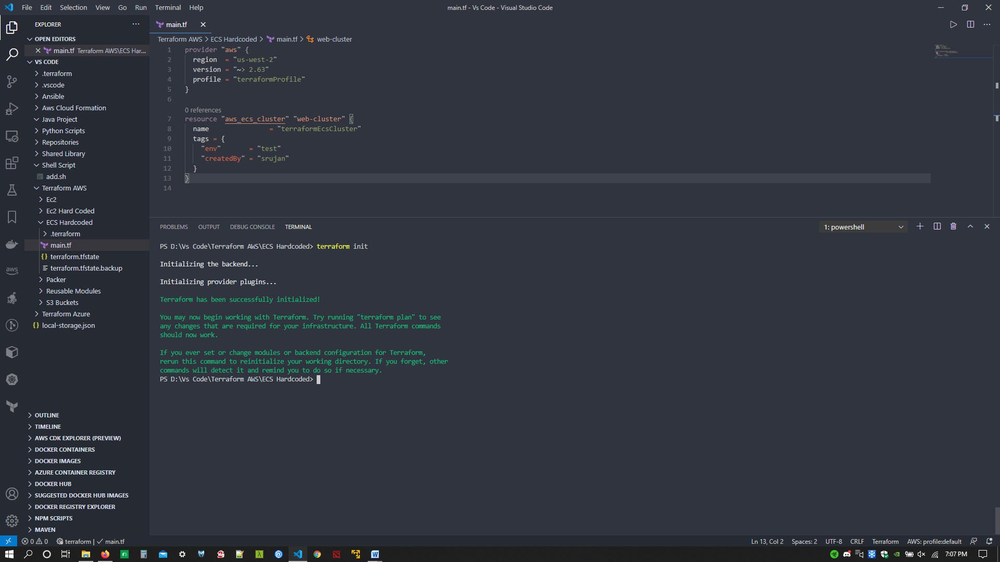 File Edit Selection View Go Run Terminal Help
main.tf - Vs Code - Visual Studio Code
EXPLORER
OPEN EDITORS
main.tf Terraform AWS\ECS Har...
VS CODE
.terraform
.vscode
Ansible
Aws Cloud Formation
Java Project
Python Scripts
Repositories
Shared Library
Shell Script
add.sh
Terraform AWS
Ec2
Ec2 Hard Coded
ECS Hardcoded
.terraform
main.tf
terraform.tfstate
terraform.tfstate.backup
Packer
Reusable Modules
S3 Buckets
Terraform Azure
local-storage.json
OUTLINE
TIMELINE
AWS CDK EXPLORER (PREVIEW)
DOCKER CONTAINERS
DOCKER IMAGES
AZURE CONTAINER REGISTRY
DOCKER HUB
SUGGESTED DOCKER HUB IMAGES
DOCKER REGISTRY EXPLORER
NPM SCRIPTS
MAVEN
aws
main.tf
Terraform AWS > ECS Hardcoded > main.tf > web-cluster
1 provider "aws" {
2 region = "us-west-2"
3 version = "~> 2.63"
4 profile = "terraformProfile"
5 }
6
0 references
7 resource "aws_ecs_cluster" "web-cluster" {
8 name = "terraformEcsCluster"
9 tags = {
10 "env" = "test"
11 "createdBy" = "srujan"
12 }
13 }
14
PROBLEMS OUTPUT DEBUG CONSOLE TERMINAL
1: powershell
PS D:\Vs Code\Terraform AWS\ECS Hardcoded> terraform init
Initializing the backend...
Initializing provider plugins...
Terraform has been successfully initialized!
You may now begin working with Terraform. Try running "terraform plan" to see
any changes that are required for your infrastructure. All Terraform commands
should now work.
If you ever set or change modules or backend configuration for Terraform,
rerun this command to reinitialize your working directory. If you forget, other
commands will detect it and remind you to do so if necessary.
PS D:\Vs Code\Terraform AWS\ECS Hardcoded>
0 0 terraform | main.tf
Ln 13, Col 2 Spaces: 2 UTF-8 CRLF Terraform AWS: profile:default
7:07 PM